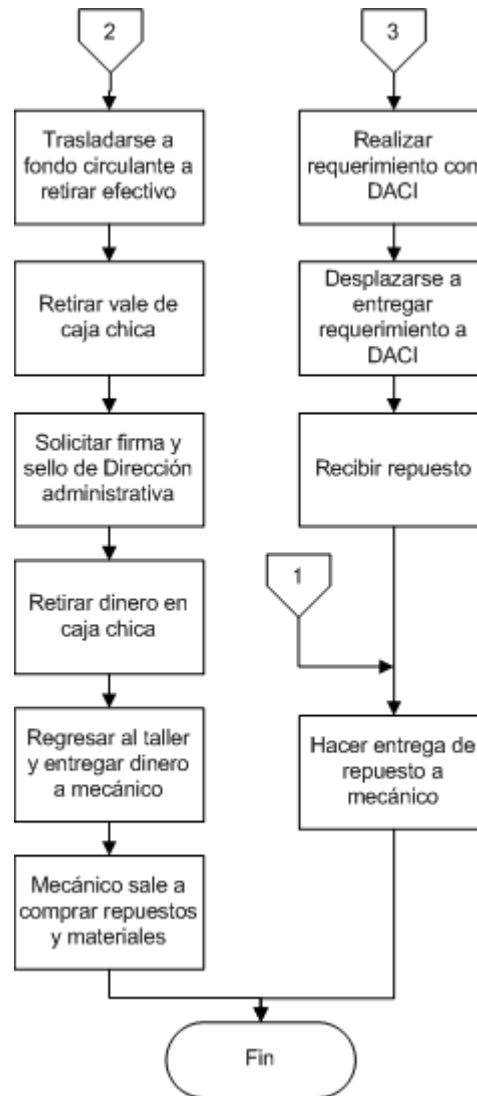 2
Trasladarse a
fondo circulante a
retirar efectivo
Retirar vale de
caja chica
Solicitar firma y
sello de Dirección
administrativa
Retirar dinero en
caja chica
Regresar al taller
y entregar dinero
a mecánico
Mecánico sale a
comprar repuestos
y materiales
3
Realizar
requerimiento con
DACI
Desplazarse a
entregar
requerimiento a
DACI
Recibir repuesto
1
Hacer entrega de
repuesto a
mecánico
Fin